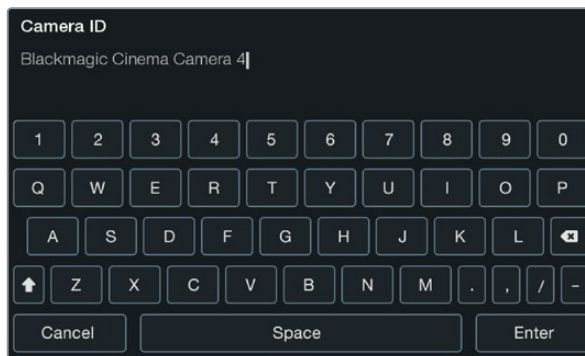 Camera ID
Blackmagic Cinema Camera 4
1 2 3 4 5 6 7 8 9 0
Q W E R T Y U I O P
A S D F G H J K L
Z X C V B N M . , / -
Cancel Space Enter